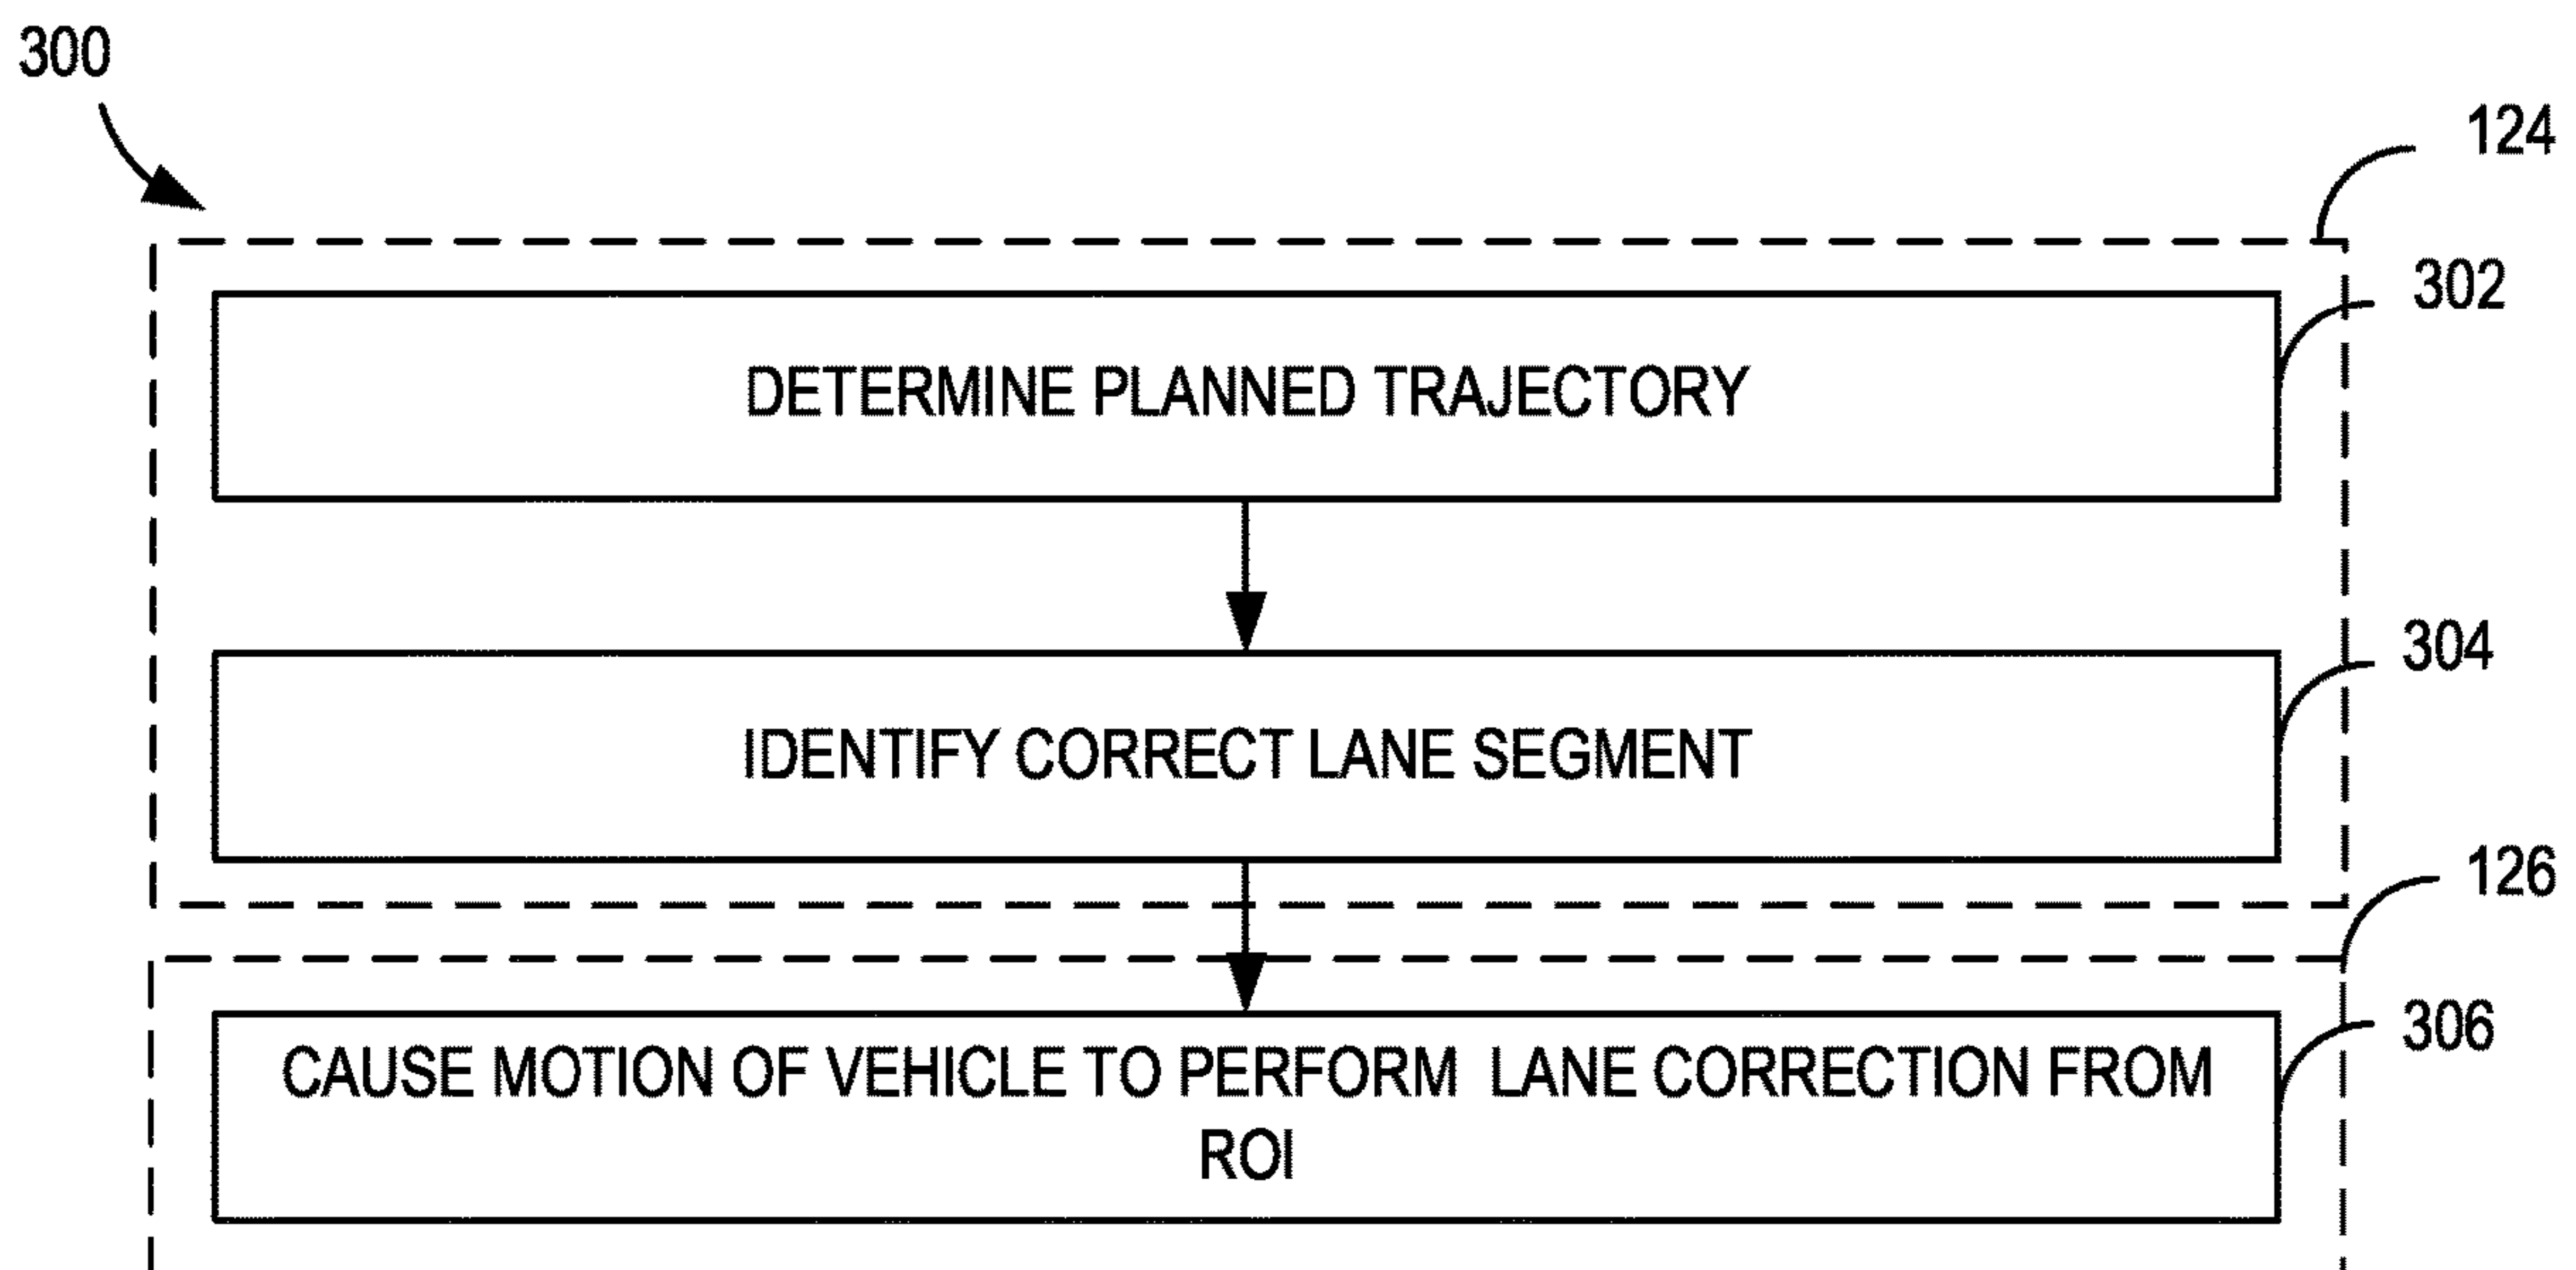 300
124
302
DETERMINE PLANNED TRAJECTORY
304
IDENTIFY CORRECT LANE SEGMENT
126
306
CAUSE MOTION OF VEHICLE TO PERFORM LANE CORRECTION FROM
ROI